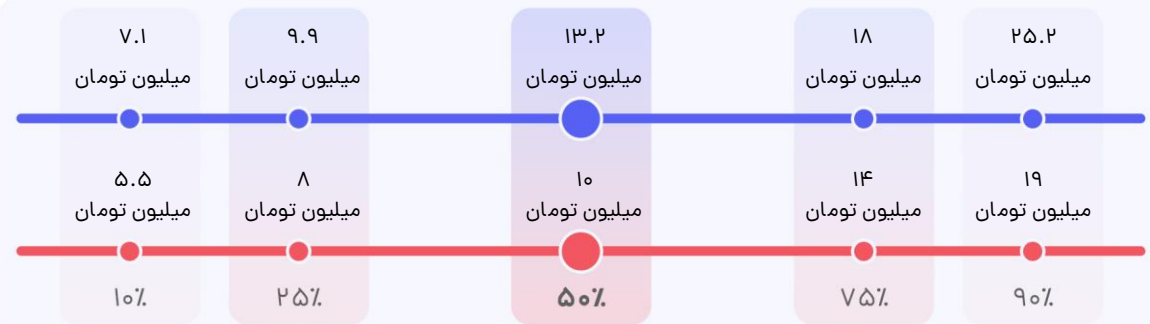 ۷.۱ ۹.۹ ۱۳.۲ ۱۸ ۲۵.۲
میلیون تومان میلیون تومان میلیون تومان میلیون تومان میلیون تومان
۵.۵ ۸ ۱۰ ۱۴ ۱۹
میلیون تومان میلیون تومان میلیون تومان میلیون تومان میلیون تومان
۱۰٪ ۲۵٪ ۵۰٪ ۷۵٪ ۹۰٪